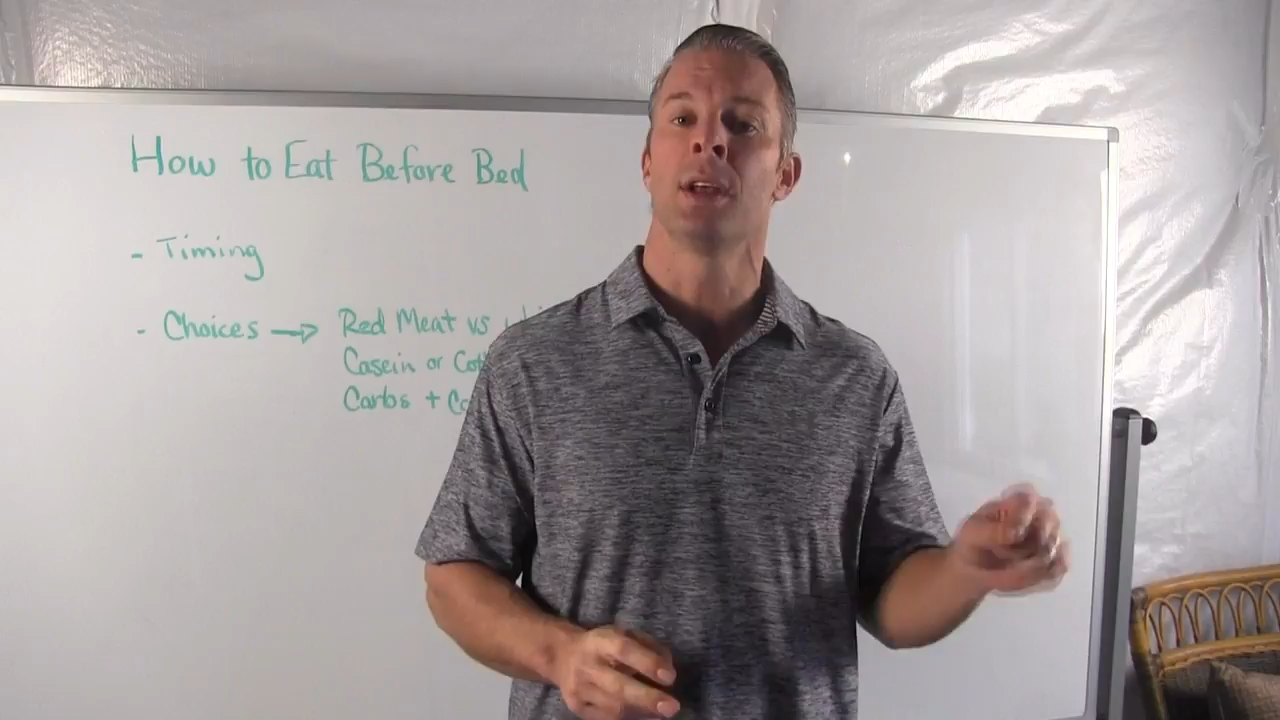 How to Eat Before Bed
- Timing
- Choices → Red Meat vs
Casein or
Carbs +